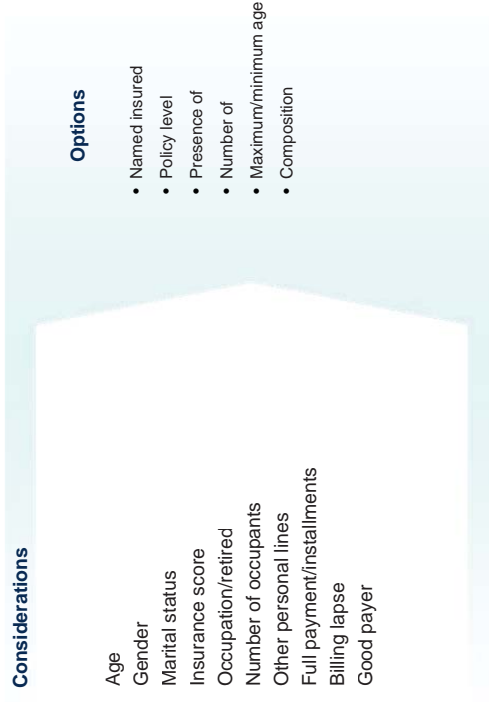 Considerations
Age
Gender
Marital status
Insurance score
Occupation/retired
Number of occupants
Other personal lines
Full payment/installments
Billing lapse
Good payer
Options
• Named insured
• Policy level
• Presence of
• Number of
• Maximum/minimum age
• Composition